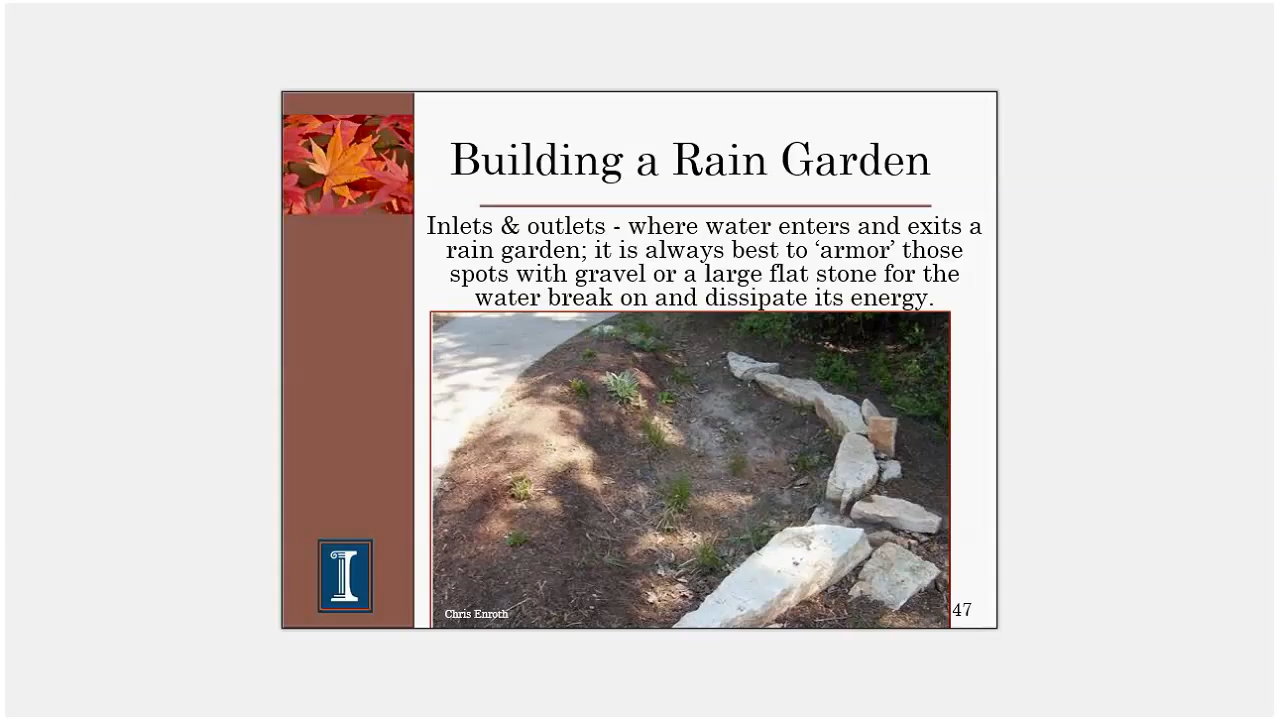 Building a Rain Garden
Inlets & outlets - where water enters and exits a
rain garden; it is always best to ‘armor’ those
spots with gravel or a large flat stone for the
water break on and dissipate its energy.
Chris Enroth
47